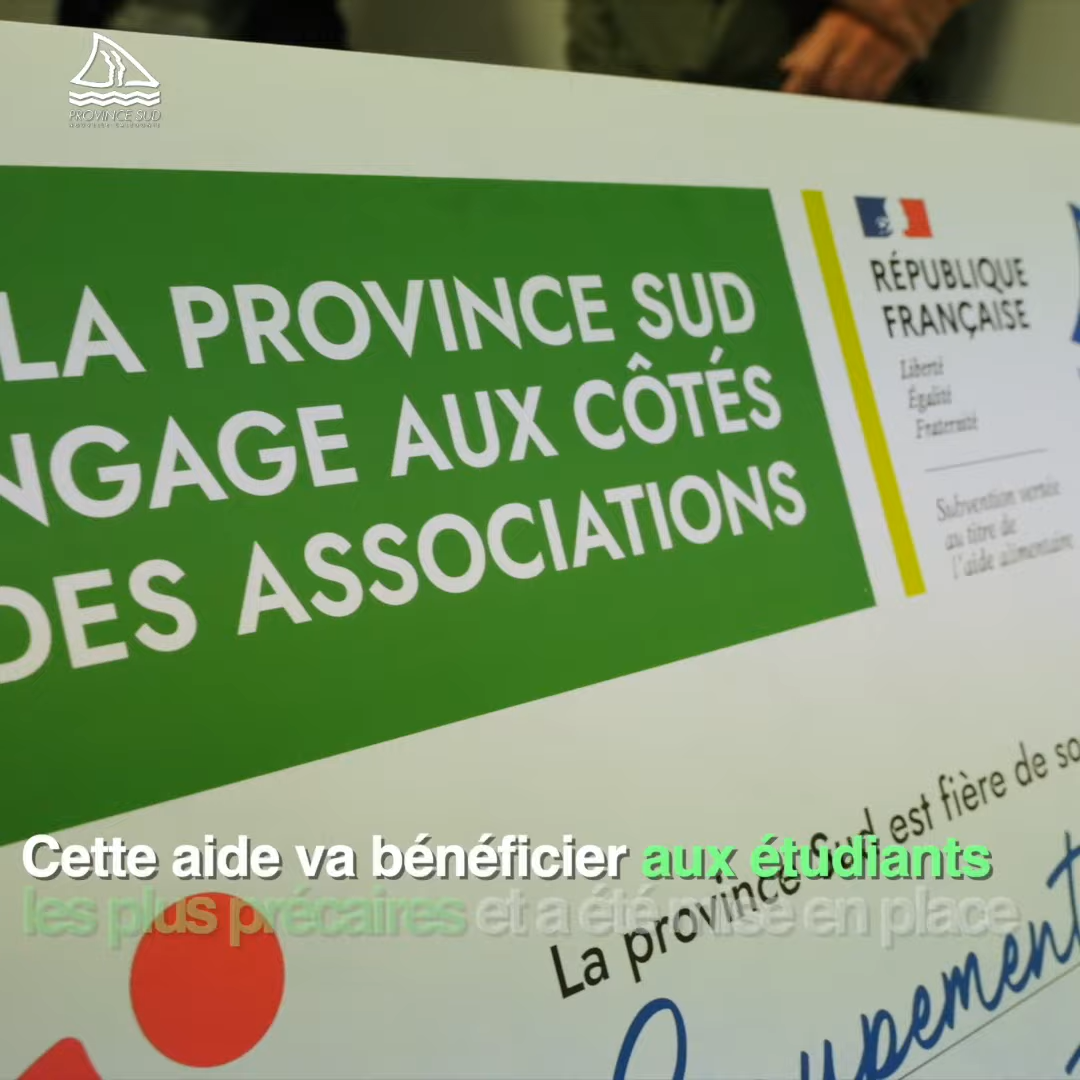 PROVINCE SUD
LA PROVINCE SUD
NGAGE AUX CÔTÉS
DES ASSOCIATIONS
RÉPUBLIQUE
FRANÇAISE
Liberté
Égalité
Fraternité
Subvention versée
au titre de
l'aide alimentaire
La province Sud est fière de so
Cette aide va bénéficier aux étudiants
les plus précaires et a été mise en place